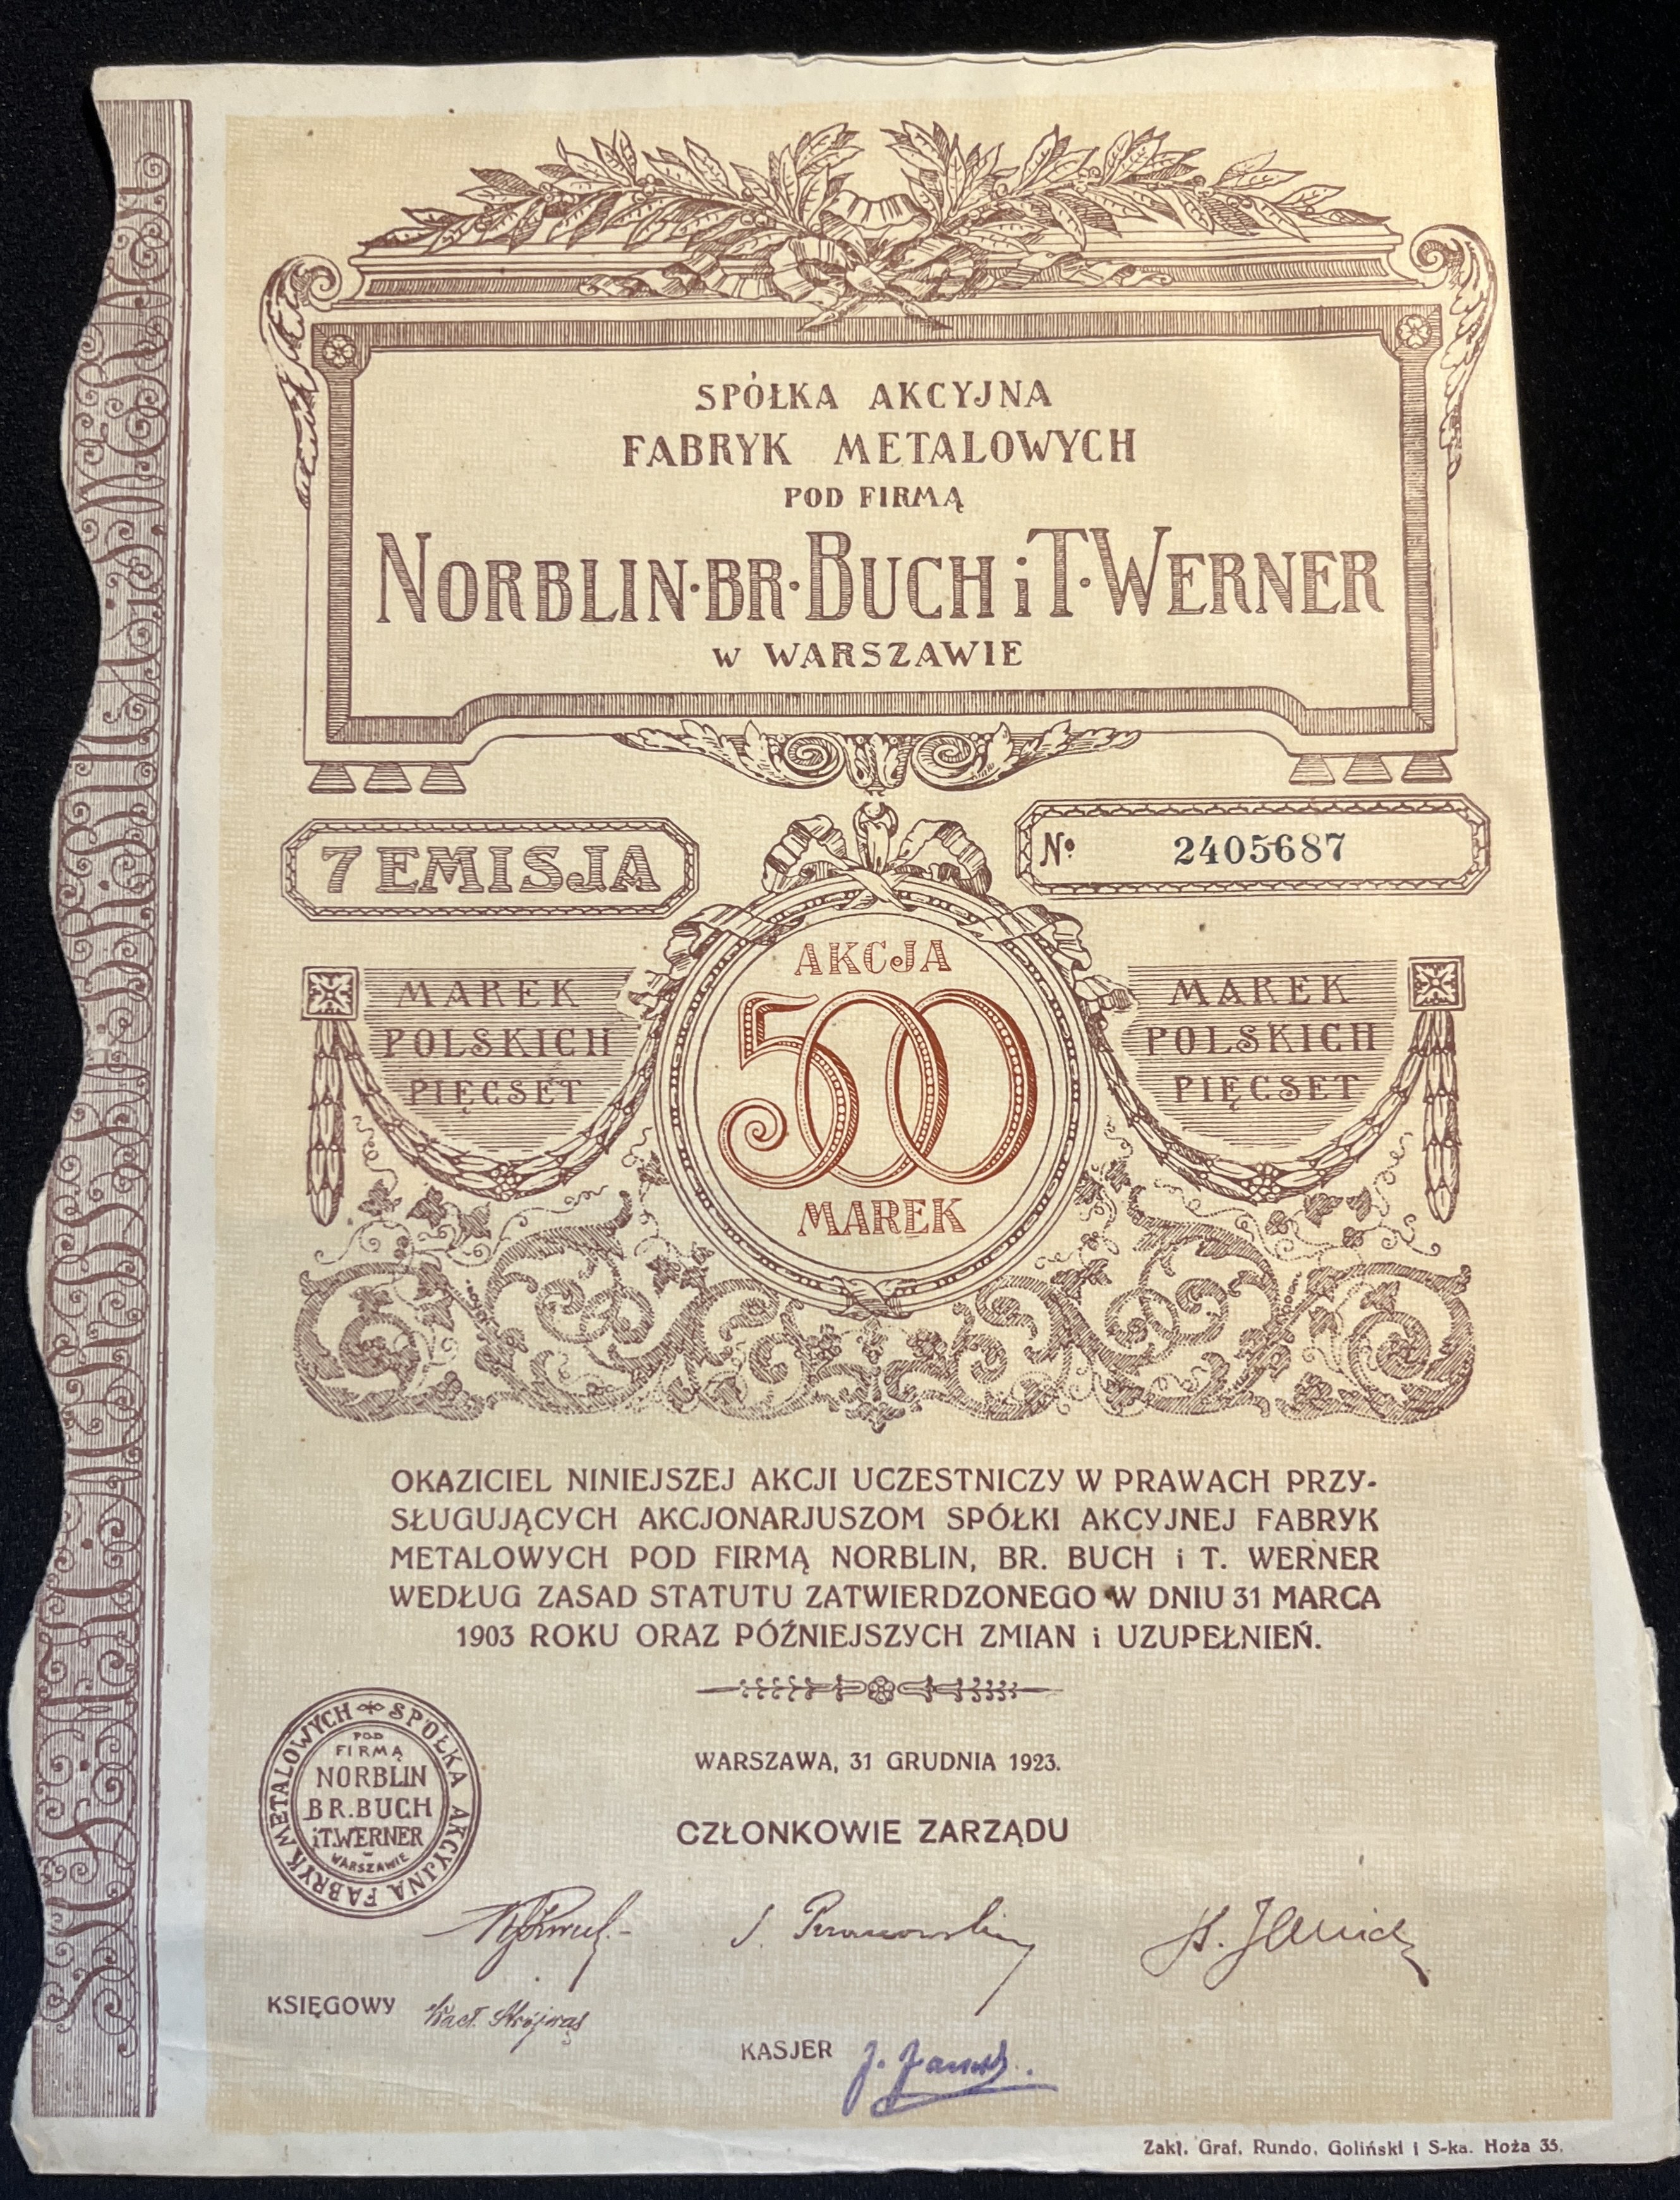 SPÓŁKA AKCYJNA
FABRYK METALOWYCH
POD FIRMĄ
NORBLIN·BR·BUCH i T·WERNER
W WARSZAWIE
7 EMISJA
No 2405687
AKCJA
500
MAREK
MAREK
POLSKICH
PIĘCSET
MAREK
POLSKICH
PIĘCSET
OKAZICIEL NINIEJSZEJ AKCJI UCZESTNICZY W PRAWACH PRZY-
SŁUGUJĄCYCH AKCJONARJUSZOM SPÓŁKI AKCYJNEJ FABRYK
METALOWYCH POD FIRMĄ NORBLIN, BR. BUCH i T. WERNER
WEDŁUG ZASAD STATUTU ZATWIERDZONEGO W DNIU 31 MARCA
1903 ROKU ORAZ PÓŹNIEJSZYCH ZMIAN i UZUPEŁNIEŃ.
SPÓŁKA AKCYJNA FABRYK METALOWYCH
POD
FIRMĄ
NORBLIN
BR.BUCH
iT.WERNER
w
WARSZAWIE
WARSZAWA, 31 GRUDNIA 1923.
CZŁONKOWIE ZARZĄDU
KSIĘGOWY
KASJER
Zakł. Graf. Rundo, Goliński i S-ka. Hoża 35.